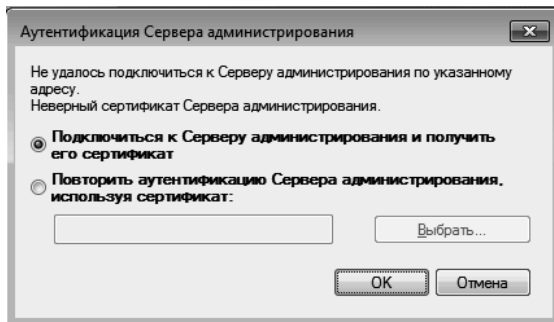 Аутентификация Сервера администрирования
Не удалось подключиться к Серверу администрирования по указанному
адресу.
Неверный сертификат Сервера администрирования.
Подключиться к Серверу администрирования и получить
его сертификат
Повторить аутентификацию Сервера администрирования,
используя сертификат:
Выбрать...
OK
Отмена